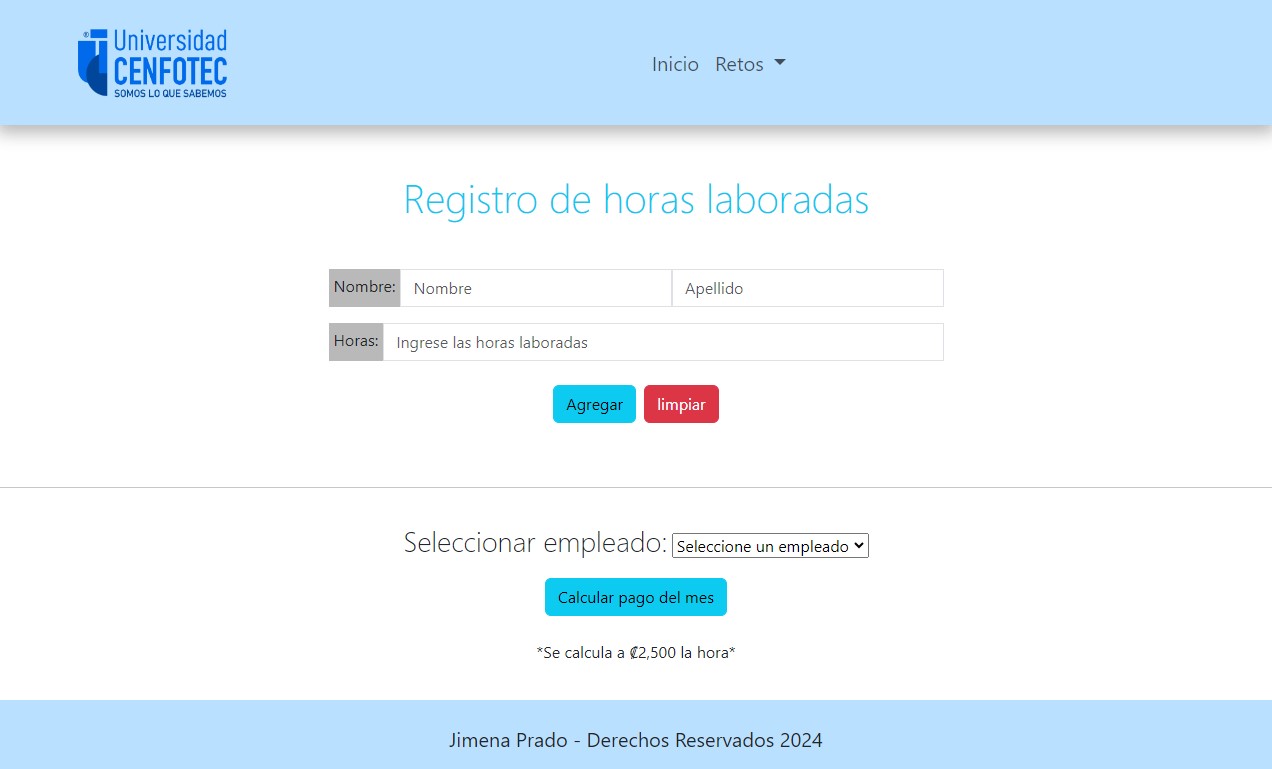 Universidad
CENFOTEC
SOMOS LO QUE SABEMOS
Inicio Retos
Registro de horas laboradas
Nombre: Nombre Apellido
Horas: Ingrese las horas laboradas
Agregar limpiar
Seleccionar empleado: Seleccione un empleado
Calcular pago del mes
*Se calcula a ₡2,500 la hora*
Jimena Prado - Derechos Reservados 2024